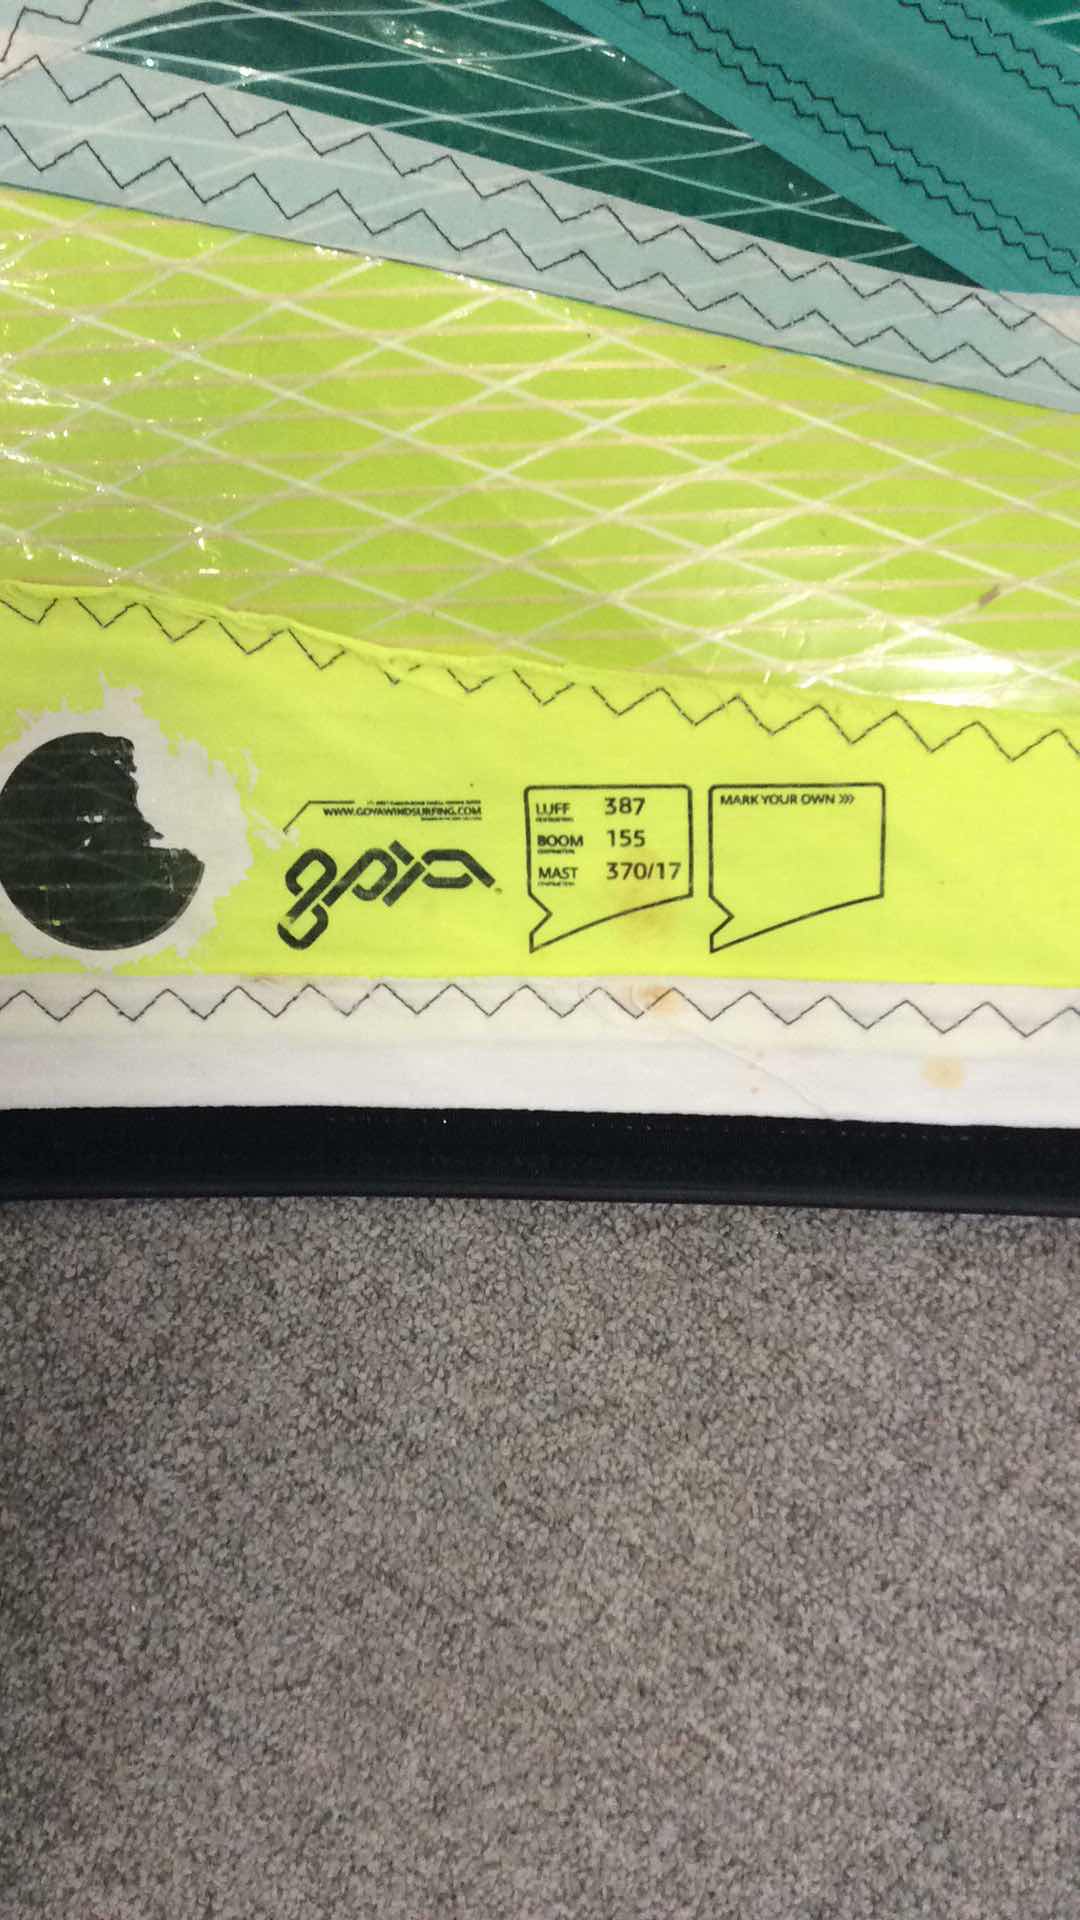 WWW.GOYAWINDSURFING.COM
goya
LUFF 387
BOOM 155
MAST 370/17
MARK YOUR OWN >>>